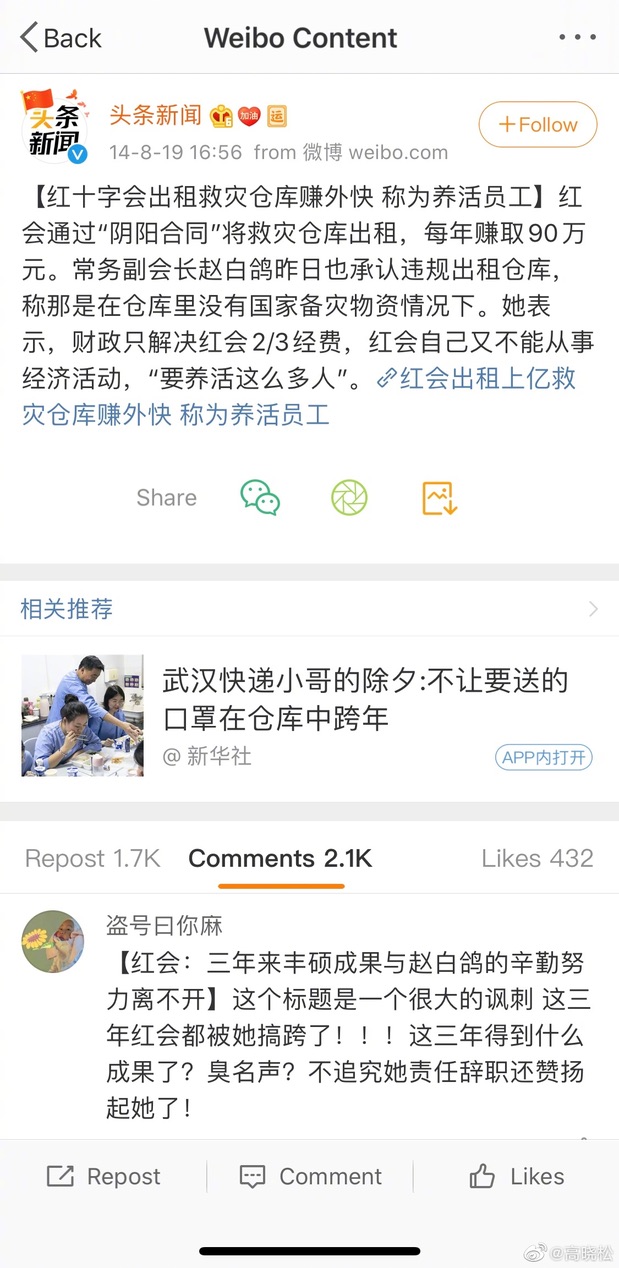 Back
Weibo Content
头条新闻
头条新闻 加油 运
+Follow
14-8-19 16:56 from 微博 weibo.com
【红十字会出租救灾仓库赚外快 称为养活员工】红
会通过“阴阳合同”将救灾仓库出租，每年赚取90万
元。常务副会长赵白鸽昨日也承认违规出租仓库，
称那是在仓库里没有国家备灾物资情况下。她表
示，财政只解决红会2/3经费，红会自己又不能从事
经济活动，“要养活这么多人”。红会出租上亿救
灾仓库赚外快 称为养活员工
Share
相关推荐
武汉快递小哥的除夕:不让要送的
口罩在仓库中跨年
@ 新华社
APP内打开
Repost 1.7K Comments 2.1K Likes 432
盗号曰你麻
【红会：三年来丰硕成果与赵白鸽的辛勤努
力离不开】这个标题是一个很大的讽刺 这三
年红会都被她搞跨了！！！这三年得到什么
成果了？臭名声？不追究她责任辞职还赞扬
起她了！
Repost Comment Likes
@高晓松